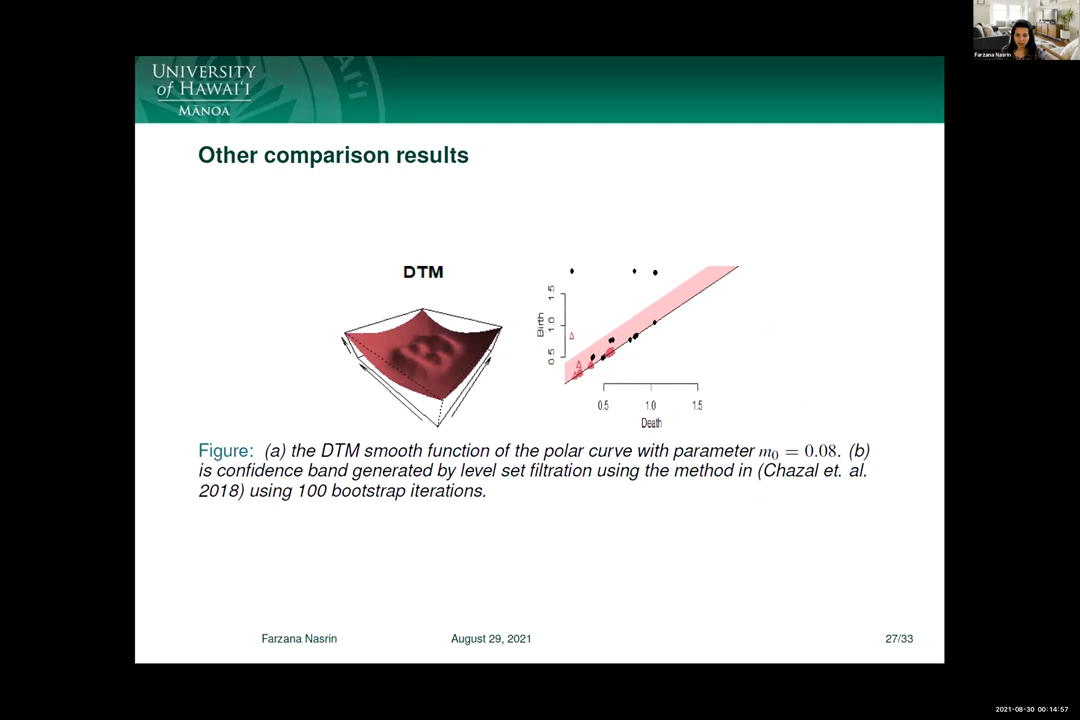 Farzana Nasrin
UNIVERSITY
of HAWAI‘I
MĀNOA
Other comparison results
DTM
Birth
0.5 1.0 1.5
0.5 1.0 1.5
Death
Figure: (a) the DTM smooth function of the polar curve with parameter m₀ = 0.08. (b)
is confidence band generated by level set filtration using the method in (Chazal et. al.
2018) using 100 bootstrap iterations.
Farzana Nasrin August 29, 2021 27/33
2021-08-30 00:14:57